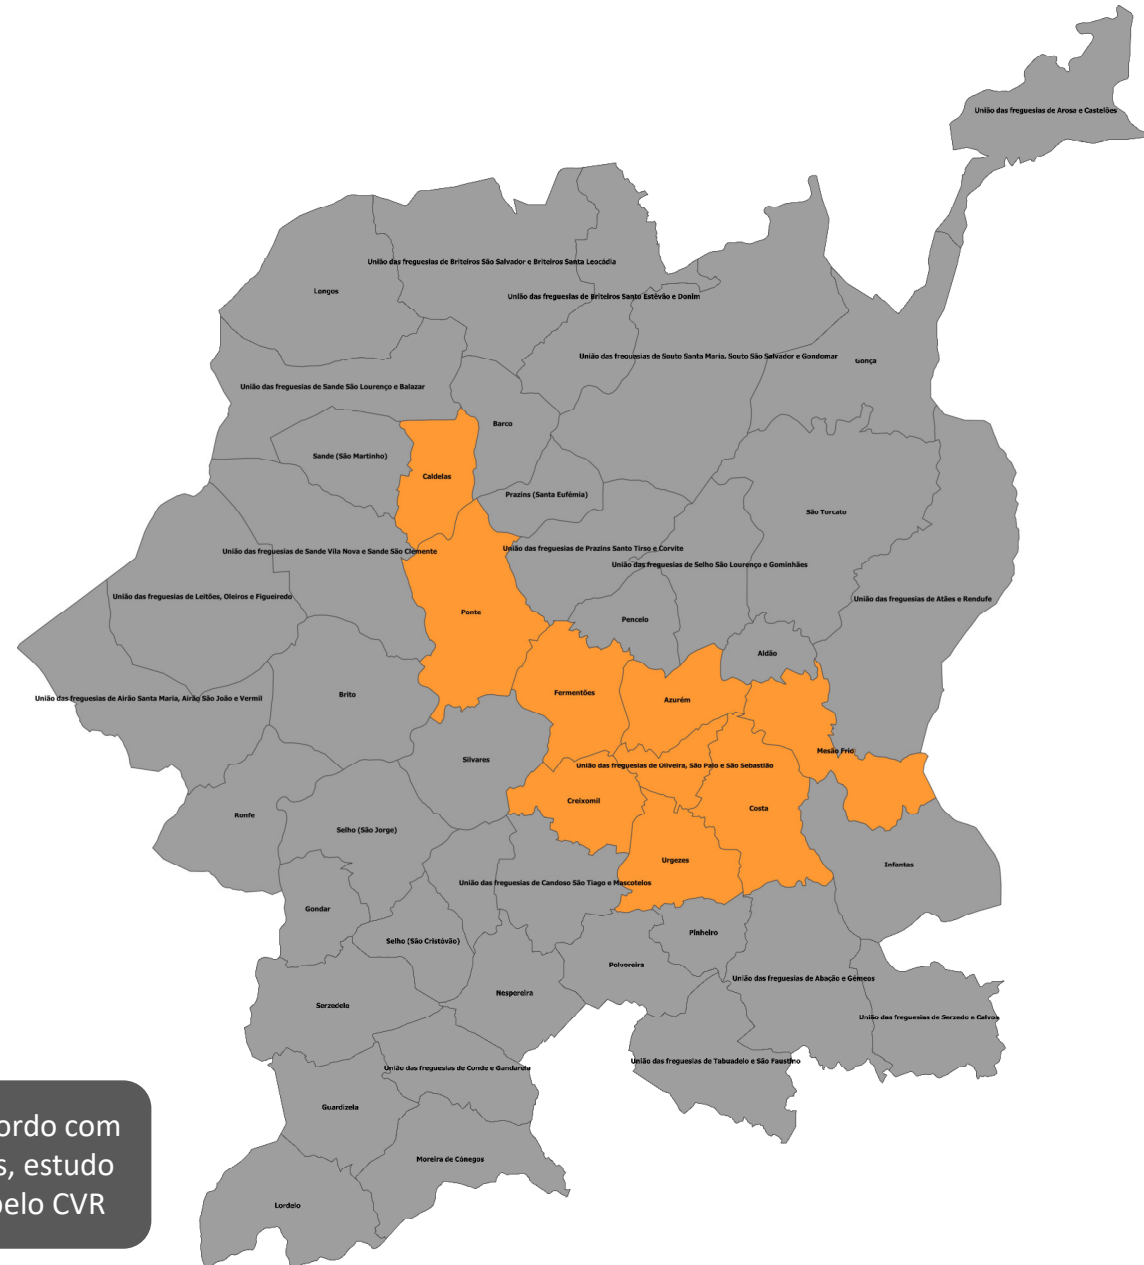 União das freguesias de Arosa e Castelões
União das freguesias de Briteiros São Salvador e Briteiros Santa Leocádia
Longos
União das freguesias de Briteiros Santo Estêvão e Donim
União das freguesias de Souto Santa Maria, Souto São Salvador e Gondomar
Gonça
União das freguesias de Sande São Lourenço e Balazar
Barco
Sande (São Martinho)
Caldelas
Prazins (Santa Eufémia)
São Torcato
União das freguesias de Prazins Santo Tirso e Corvite
União das freguesias de Sande Vila Nova e Sande São Clemente
União das freguesias de Selho São Lourenço e Gominhães
União das freguesias de Leitões, Oleiros e Figueiredo
União das freguesias de Atães e Rendufe
Ponte
Pencelo
Aldão
Brito
Fermentões
Azurém
União das freguesias de Airão Santa Maria, Airão São João e Vermil
Mesão Frio
Silvares
União das freguesias de Oliveira, São Paio e São Sebastião
Creixomil
Costa
Ronfe
Selho (São Jorge)
Urgezes
Infantas
União das freguesias de Candoso São Tiago e Mascotelos
Gondar
Pinheiro
Selho (São Cristóvão)
Polvoreira
União das freguesias de Abação e Gémeos
Nespereira
Serzedelo
União das freguesias de Serzedo e Calvos
União das freguesias de Tabuadelo e São Faustino
União das freguesias de Conde e Gandarela
Guardizela
Moreira de Cónegos
Lordelo
ordo com
s, estudo
pelo CVR